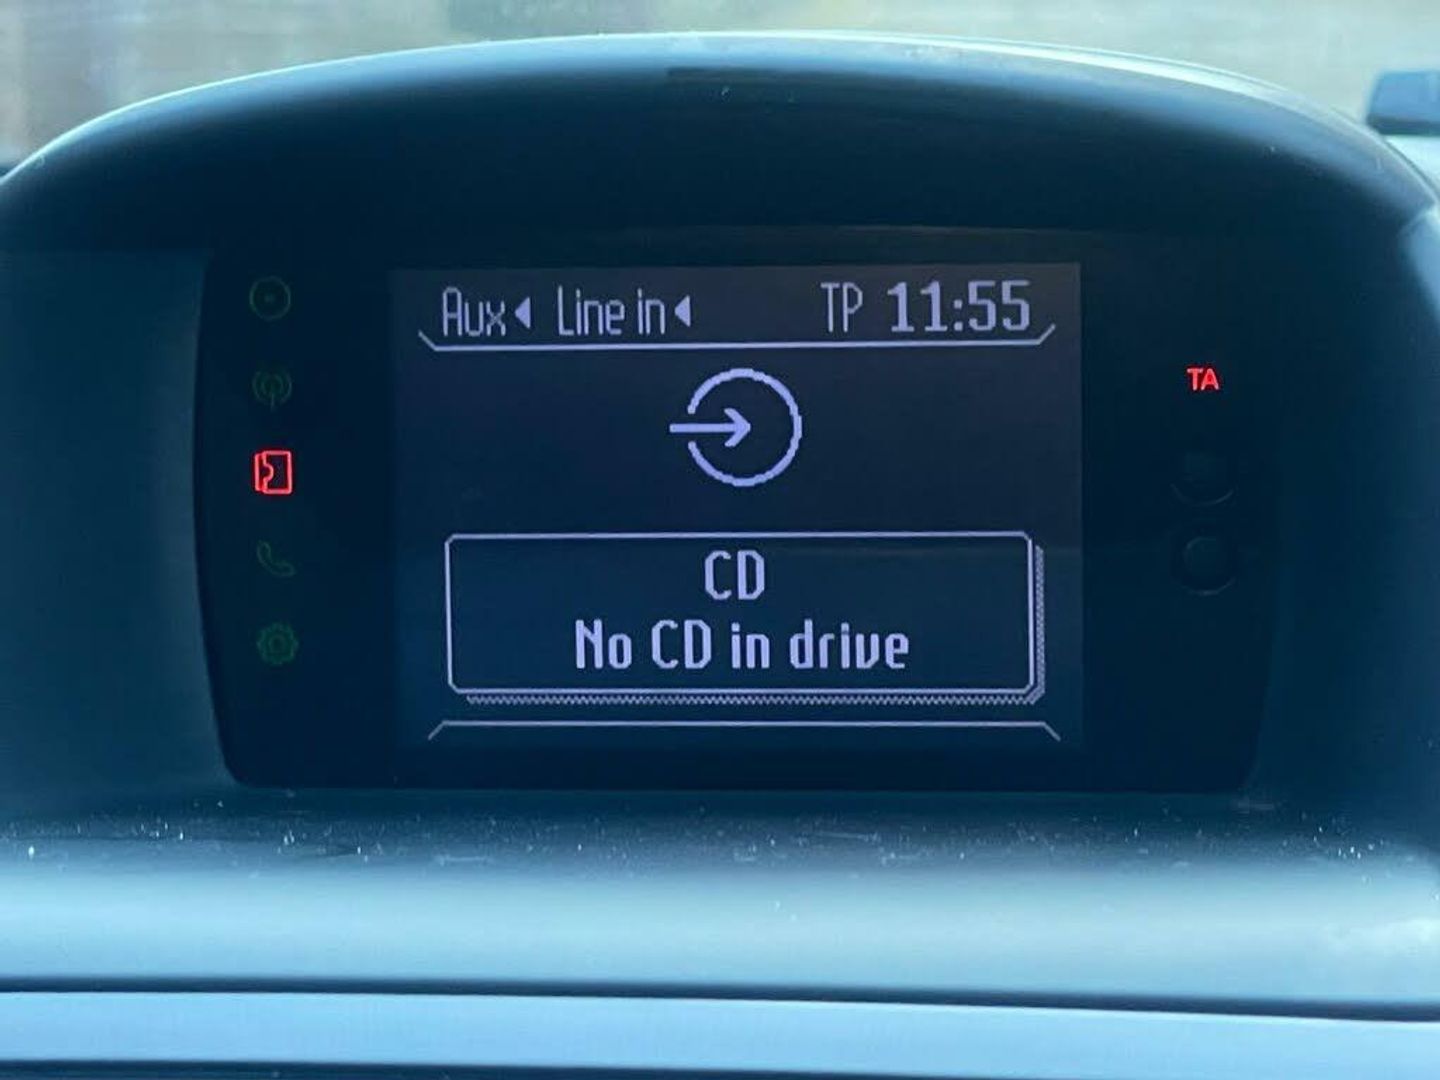 Aux Line in TP 11:55
TA
CD
No CD in drive